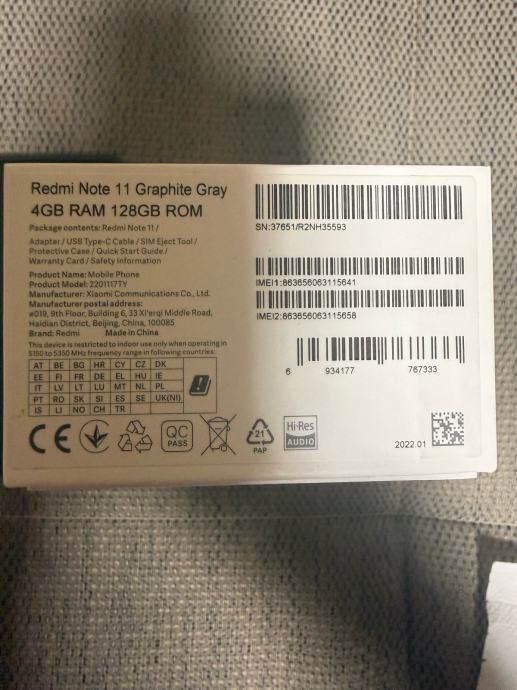 Redmi Note 11 Graphite Gray
4GB RAM 128GB ROM
Package contents: Redmi Note 11 /
Adapter / USB Type-C Cable / SIM Eject Tool /
Protective Case / Quick Start Guide /
Warranty Card / Safety Information
Product Name: Mobile Phone
Product Model: 2201117TY
Manufacturer: Xiaomi Communications Co., Ltd.
Manufacturer postal address:
#019, 9th Floor, Building 6, 33 Xi'erqi Middle Road,
Haidian District, Beijing, China, 100085
Brand: Redmi Made in China
This device is restricted to indoor use only when operating in
5150 to 5350 MHz frequency range in following countries:
AT BE BG HR CY CZ DK
EE FI FR DE EL HU IE
IT LV LT LU MT NL PL
PT RO SK SI ES SE UK(NI)
IS LI NO CH TR
CE
QC
PASS
21
PAP
Hi-Res
AUDIO
SN:37651/R2NH35593
IMEI1:863656063115641
IMEI2:863656063115658
6 934177 767333
2022.01